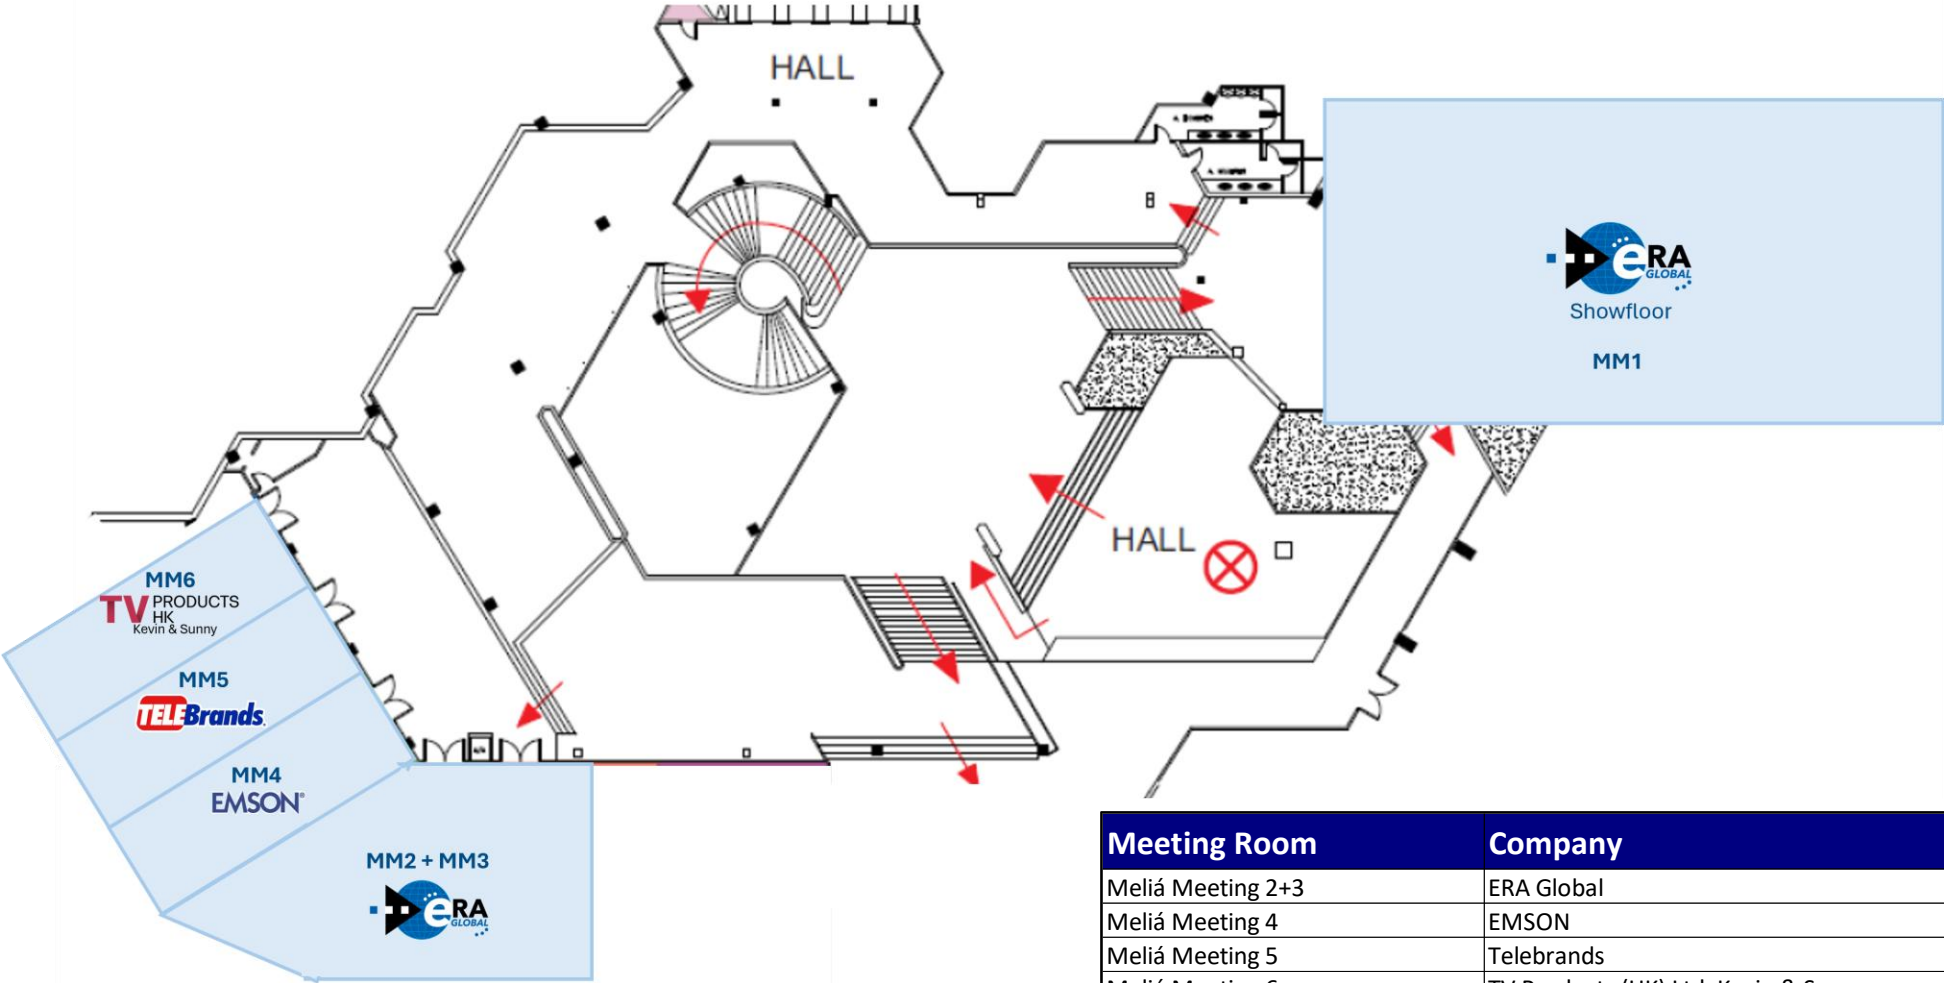 HALL
ERA
GLOBAL
Showfloor
MM1
HALL
MM6
TV PRODUCTS
HK
Kevin & Sunny
MM5
TELEBrands
MM4
EMSON
MM2 + MM3
ERA
GLOBAL
Meeting Room Company
Meliá Meeting 2+3 ERA Global
Meliá Meeting 4 EMSON
Meliá Meeting 5 Telebrands